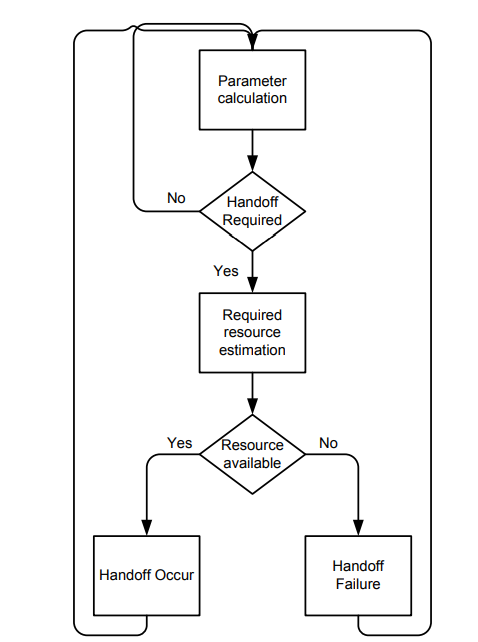 Parameter
calculation
No
Handoff
Required
Yes
Required
resource
estimation
Yes
Resource
available
No
Handoff Occur
Handoff
Failure